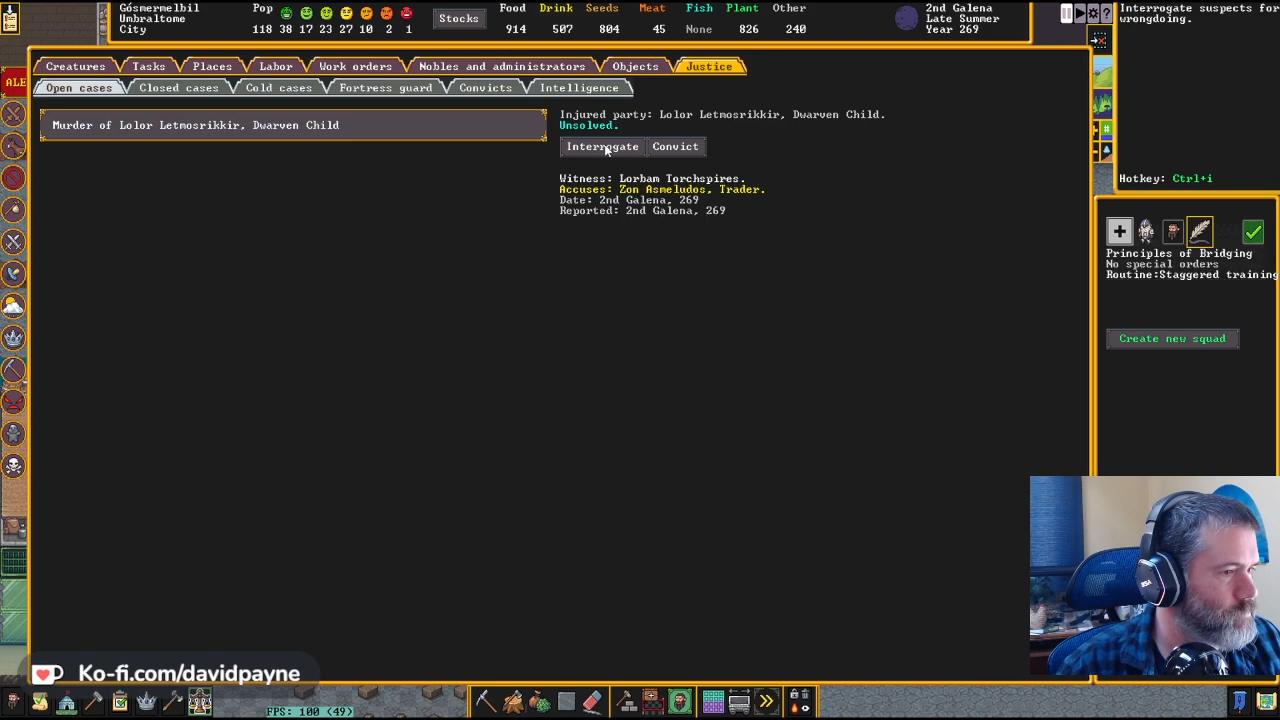 Gósmermelbil
Umbraltome
City
Pop
118 38 17 23 27 10 2 1
Stocks
Food Drink Seeds Meat Fish Plant Other
914 507 804 45 None 826 240
2nd Galena
Late Summer
Year 269
?
Interrogate suspects for
wrongdoing.
Hotkey: Ctrl+i
ALE
Creatures Tasks Places Labor Work orders Nobles and administrators Objects Justice
Open cases Closed cases Cold cases Fortress guard Convicts Intelligence
Murder of Lolor Letmosrikkir, Dwarven Child
Injured party: Lolor Letmosrikkir, Dwarven Child.
Unsolved.
Interrogate Convict
Witness: Lorbam Torchspires.
Accuses: Zon Asmeludos, Trader.
Date: 2nd Galena, 269
Reported: 2nd Galena, 269
Principles of Bridging
No special orders
Routine:Staggered training
Create new squad
Ko-fi.com/davidpayne
FPS: 100 (49)